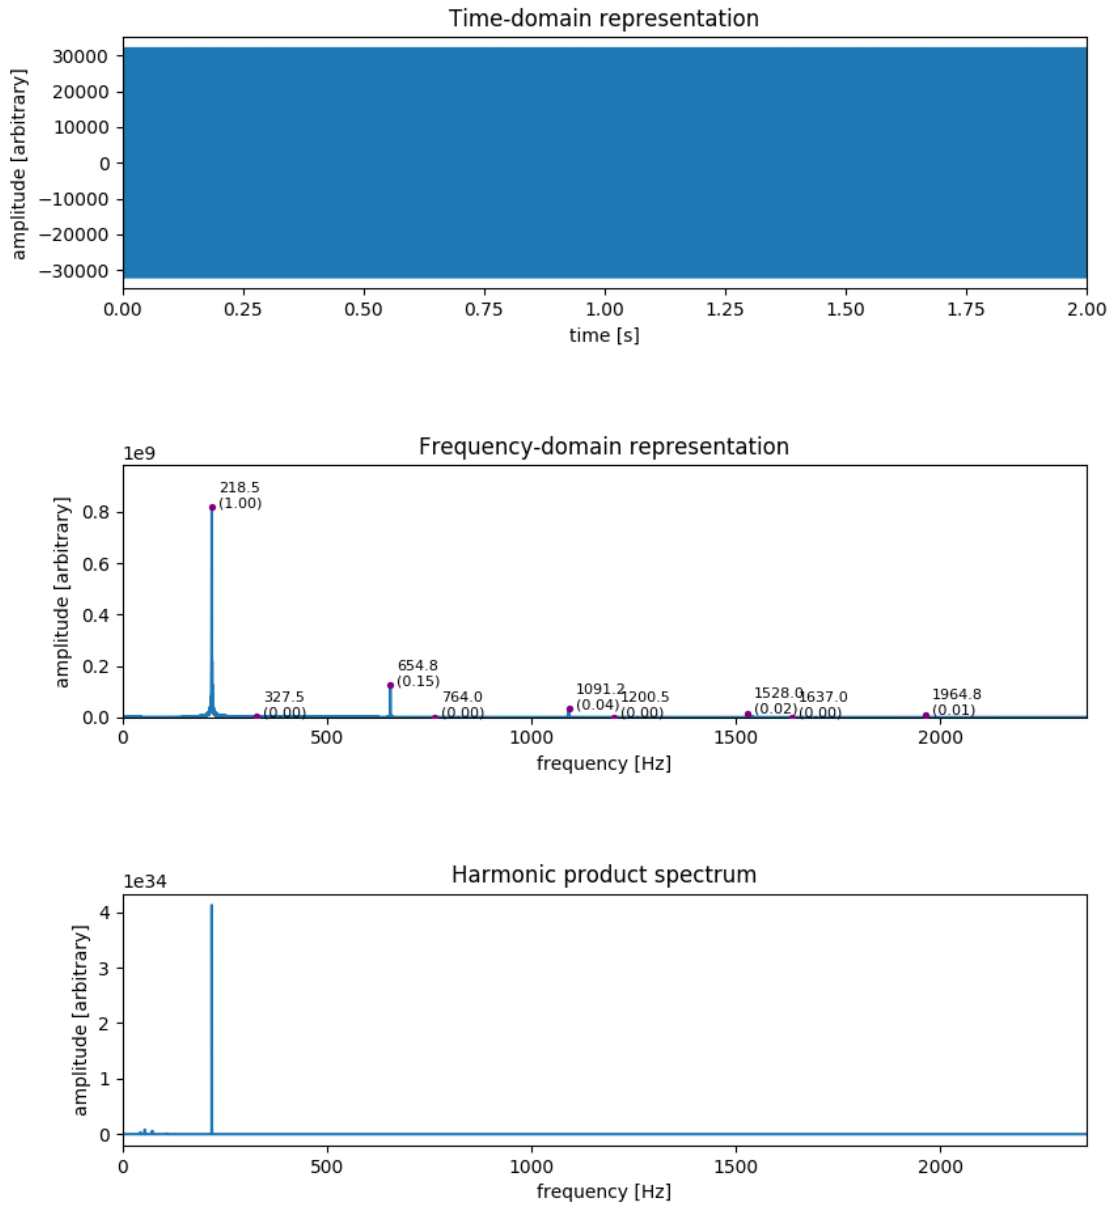 Time-domain representation
30000
20000
10000
0
−10000
−20000
−30000
amplitude [arbitrary]
0.00 0.25 0.50 0.75 1.00 1.25 1.50 1.75 2.00
time [s]
Frequency-domain representation
1e9
0.8
0.6
0.4
0.2
0.0
amplitude [arbitrary]
218.5
(1.00)
327.5
(0.00)
654.8
(0.15)
764.0
(0.00)
1091.2
(0.04)
1200.5
(0.00)
1528.0
(0.02)
1637.0
(0.00)
1964.8
(0.01)
0 500 1000 1500 2000
frequency [Hz]
Harmonic product spectrum
1e34
4
3
2
1
0
amplitude [arbitrary]
0 500 1000 1500 2000
frequency [Hz]